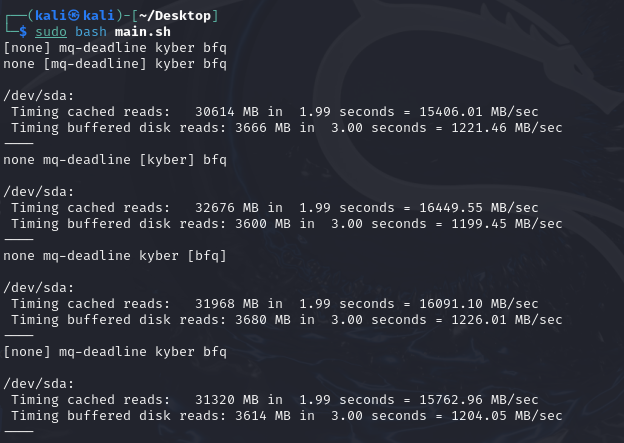 ┌──(kali㉿kali)-[~/Desktop]
└─$ sudo bash main.sh
[none] mq-deadline kyber bfq
none [mq-deadline] kyber bfq

/dev/sda:
 Timing cached reads:   30614 MB in  1.99 seconds = 15406.01 MB/sec
 Timing buffered disk reads: 3666 MB in  3.00 seconds = 1221.46 MB/sec
————
none mq-deadline [kyber] bfq

/dev/sda:
 Timing cached reads:   32676 MB in  1.99 seconds = 16449.55 MB/sec
 Timing buffered disk reads: 3600 MB in  3.00 seconds = 1199.45 MB/sec
————
none mq-deadline kyber [bfq]

/dev/sda:
 Timing cached reads:   31968 MB in  1.99 seconds = 16091.10 MB/sec
 Timing buffered disk reads: 3680 MB in  3.00 seconds = 1226.01 MB/sec
————
[none] mq-deadline kyber bfq

/dev/sda:
 Timing cached reads:   31320 MB in  1.99 seconds = 15762.96 MB/sec
 Timing buffered disk reads: 3614 MB in  3.00 seconds = 1204.05 MB/sec
————